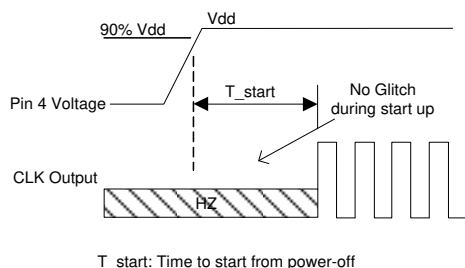 Vdd
90% Vdd
T_start
No Glitch
during start up
Pin 4 Voltage
CLK Output
HZ
T_start: Time to start from power-off